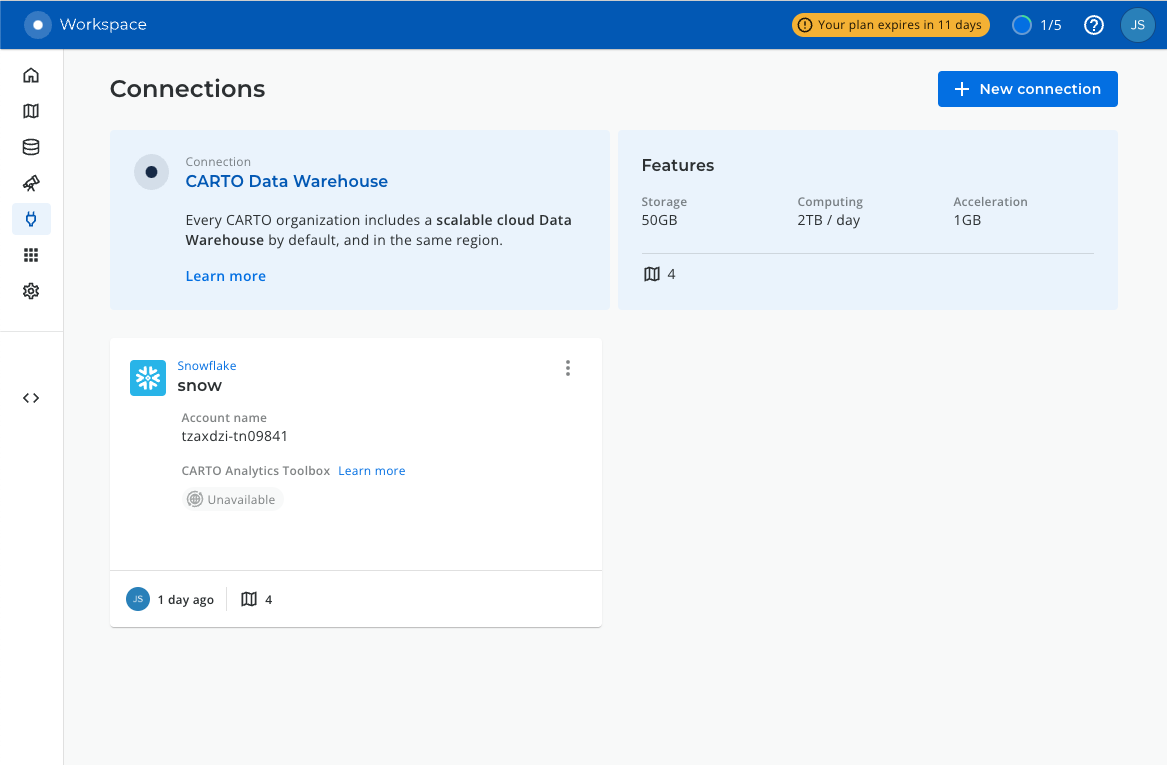 Workspace
Your plan expires in 11 days
1/5
JS
Connections
New connection
Connection
CARTO Data Warehouse
Every CARTO organization includes a scalable cloud Data
Warehouse by default, and in the same region.
Learn more
Features
Storage Computing Acceleration
50GB 2TB / day 1GB
4
Snowflake
snow
Account name
tzaxdzi-tn09841
CARTO Analytics Toolbox Learn more
Unavailable
JS 1 day ago 4